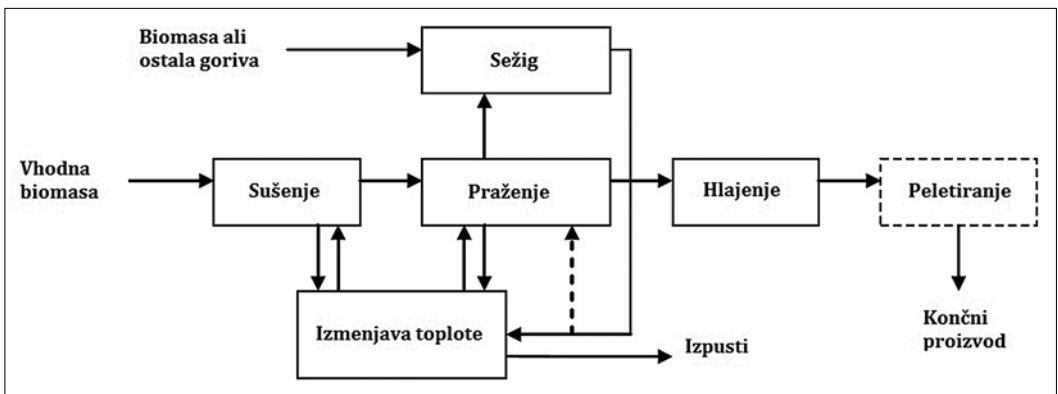 Biomasa ali
ostala goriva
Sežig
Vhodna
biomasa
Sušenje
Praženje
Hlajenje
Peletiranje
Izmenjava toplote
Izpusti
Končni
proizvod